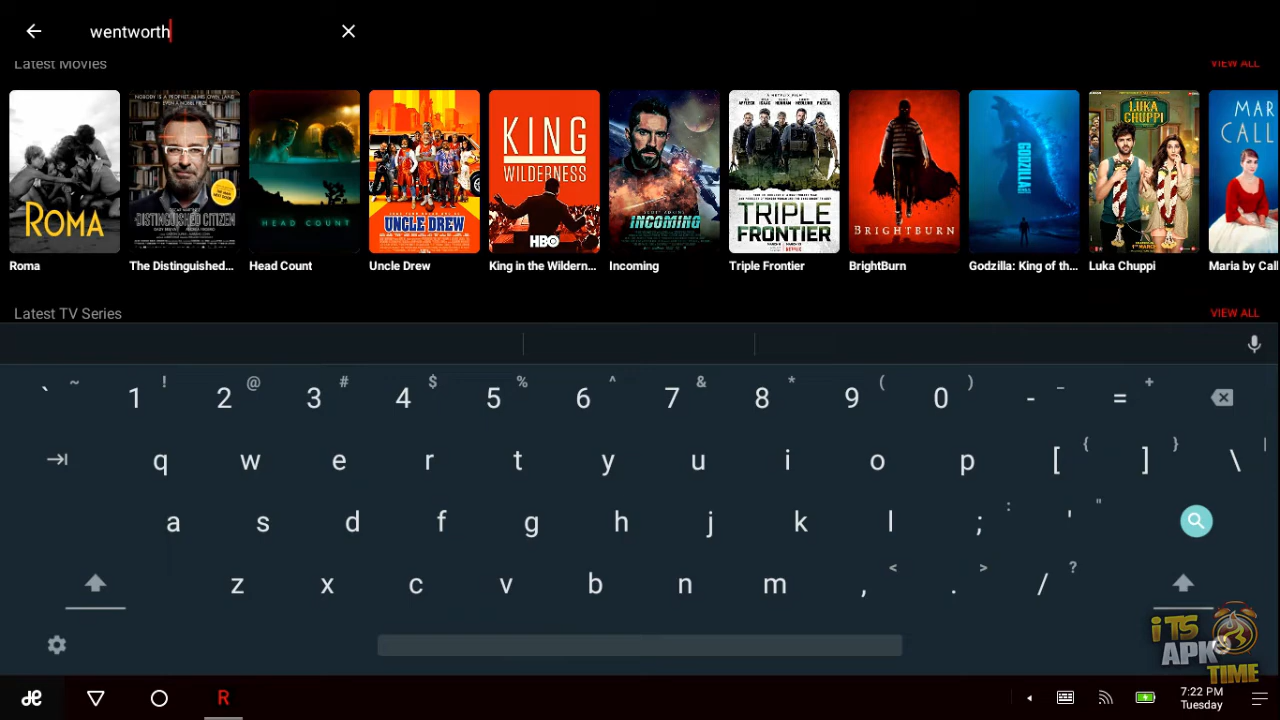 wentworth
Latest Movies VIEW ALL
ROMA
THE DISTINGUISHED CITIZEN
HEAD COUNT
UNCLE DREW
KING
WILDERNESS
HBO
INCOMING
TRIPLE
FRONTIER
BRIGHTBURN
GODZILLA
LUKA
CHUPPI
MAR
CALL
Roma The Distinguished... Head Count Uncle Drew King in the Wildern... Incoming Triple Frontier BrightBurn Godzilla: King of th... Luka Chuppi Maria by Call
Latest TV Series VIEW ALL
` ~ 1 ! 2 @ 3 # 4 $ 5 % 6 ^ 7 & 8 * 9 ( 0 ) - _ = +
q w e r t y u i o p [ { ] } \ |
a s d f g h j k l ; : ' "
z x c v b n m , < . > / ?
iTS
APK
TIME
R 7:22 PM
Tuesday